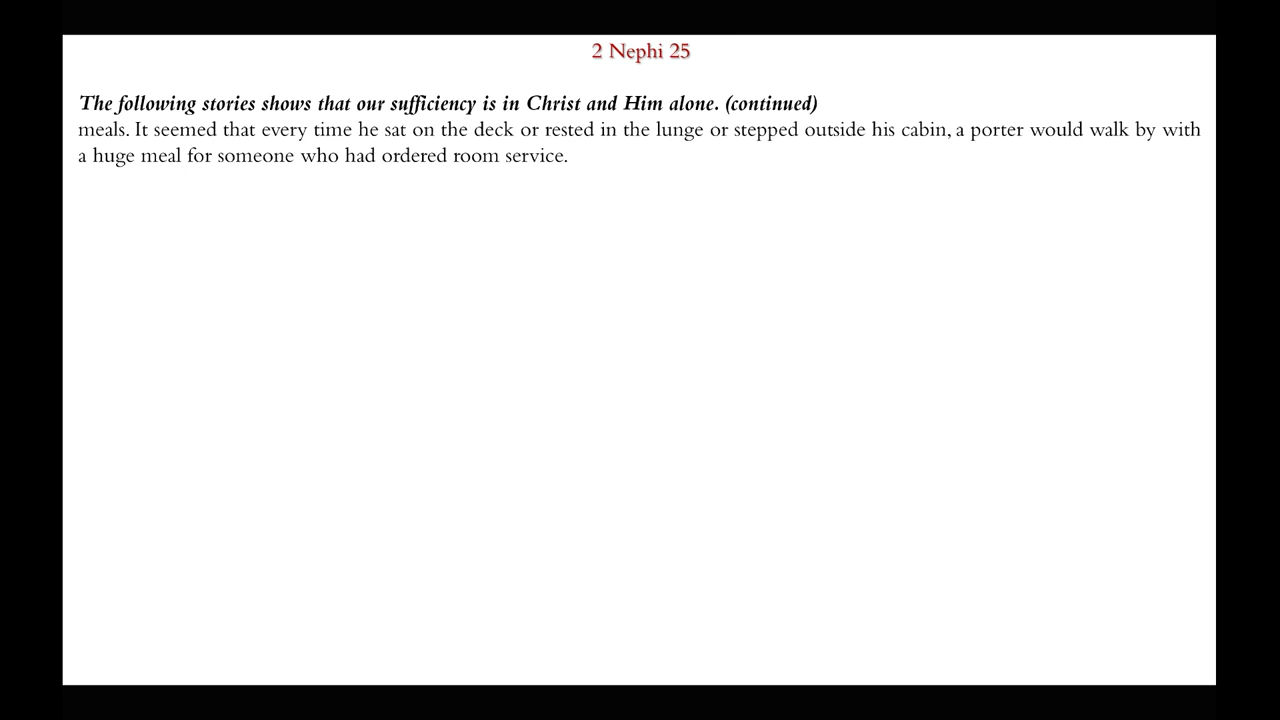 2 Nephi 25
The following stories shows that our sufficiency is in Christ and Him alone. (continued)
meals. It seemed that every time he sat on the deck or rested in the lunge or stepped outside his cabin, a porter would walk by with
a huge meal for someone who had ordered room service.